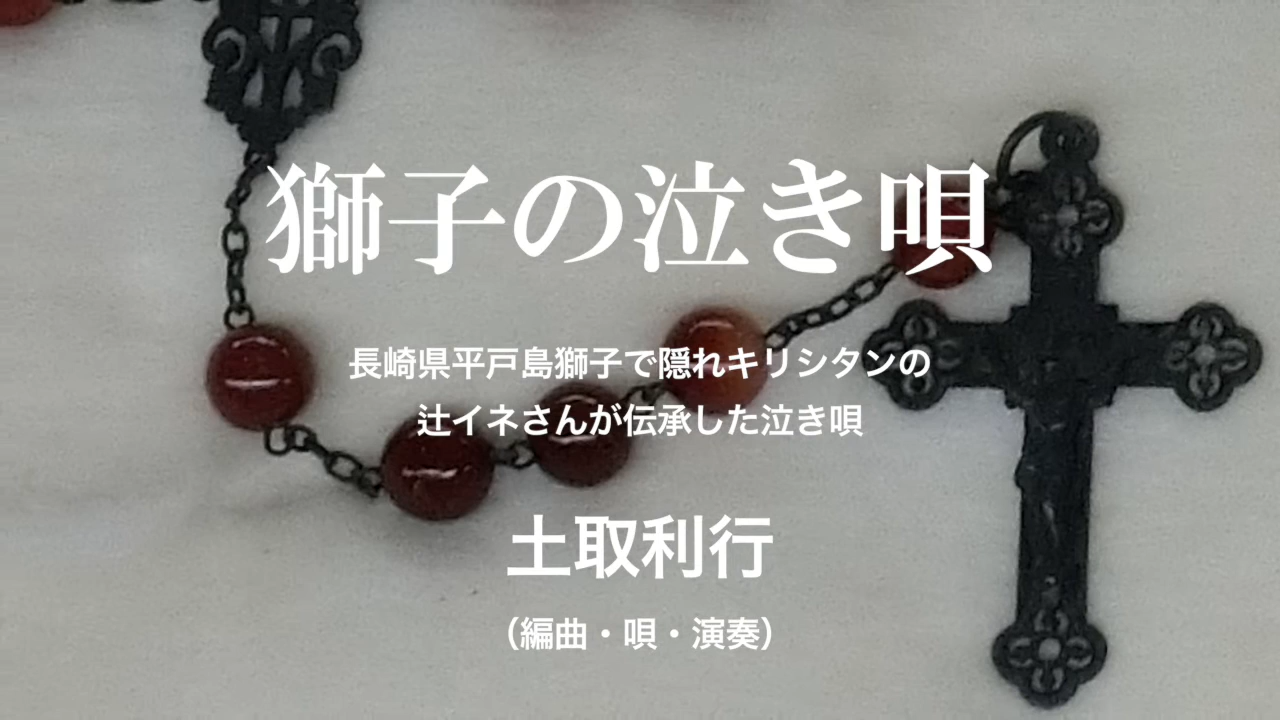 獅子の泣き唄
長崎県平戸島獅子で隠れキリシタンの
辻イネさんが伝承した泣き唄
土取利行
（編曲・唄・演奏）